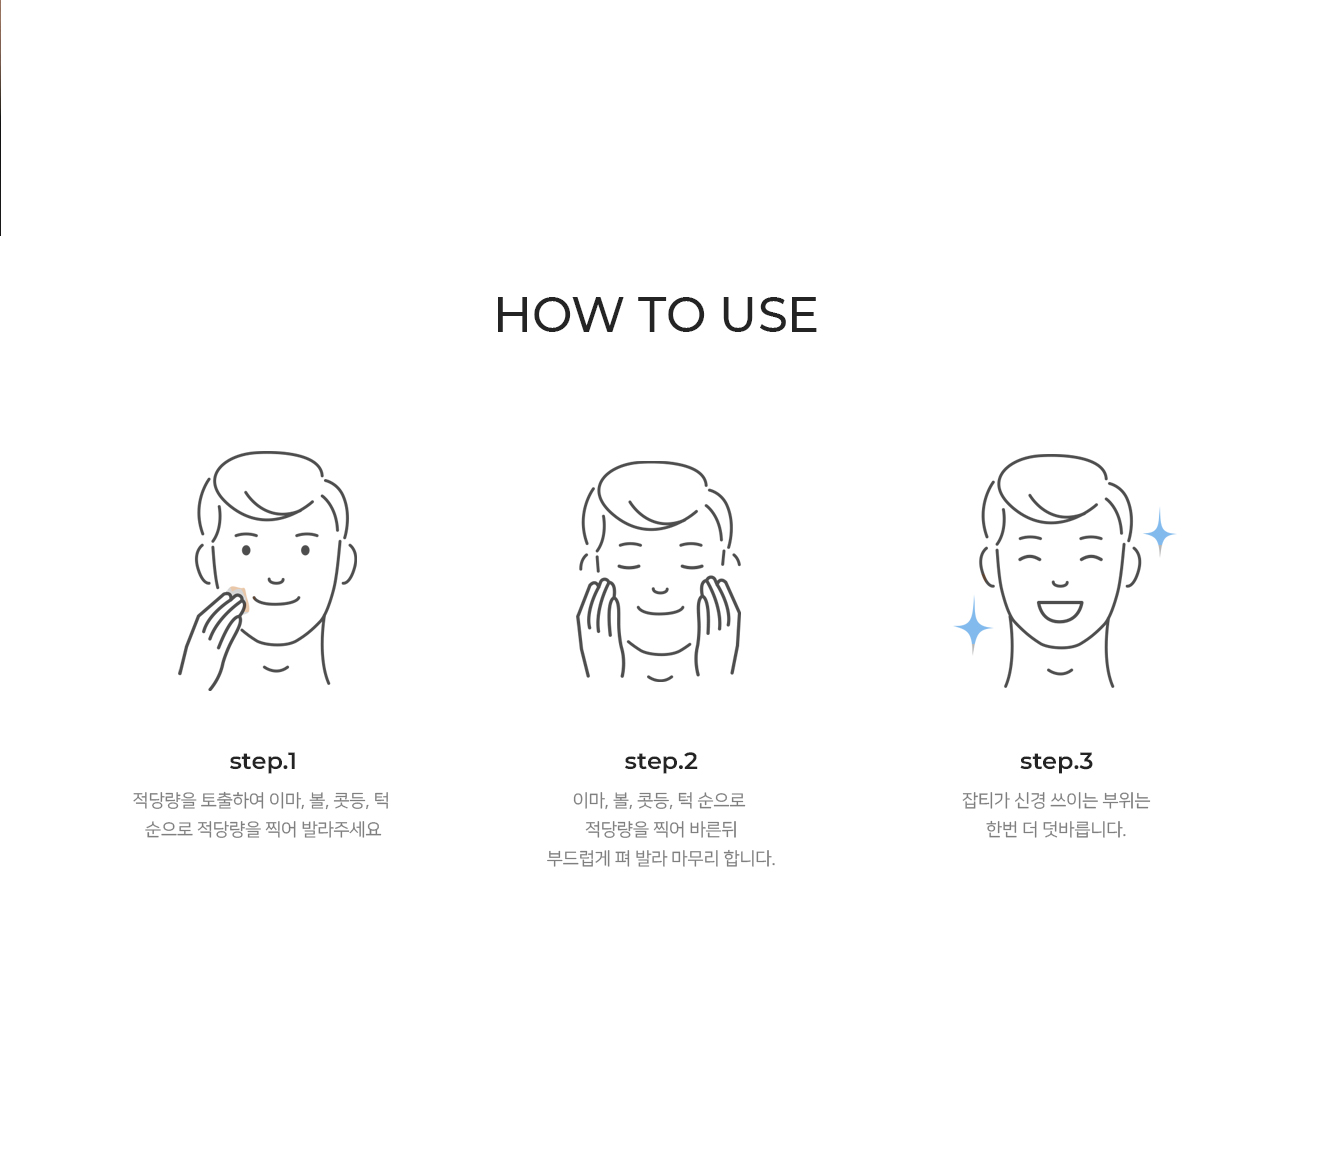 HOW TO USE
step.1
적당량을 토출하여 이마, 볼, 콧등, 턱
순으로 적당량을 찍어 발라주세요
step.2
이마, 볼, 콧등, 턱 순으로
적당량을 찍어 바른뒤
부드럽게 펴 발라 마무리 합니다.
step.3
잡티가 신경 쓰이는 부위는
한번 더 덧바릅니다.